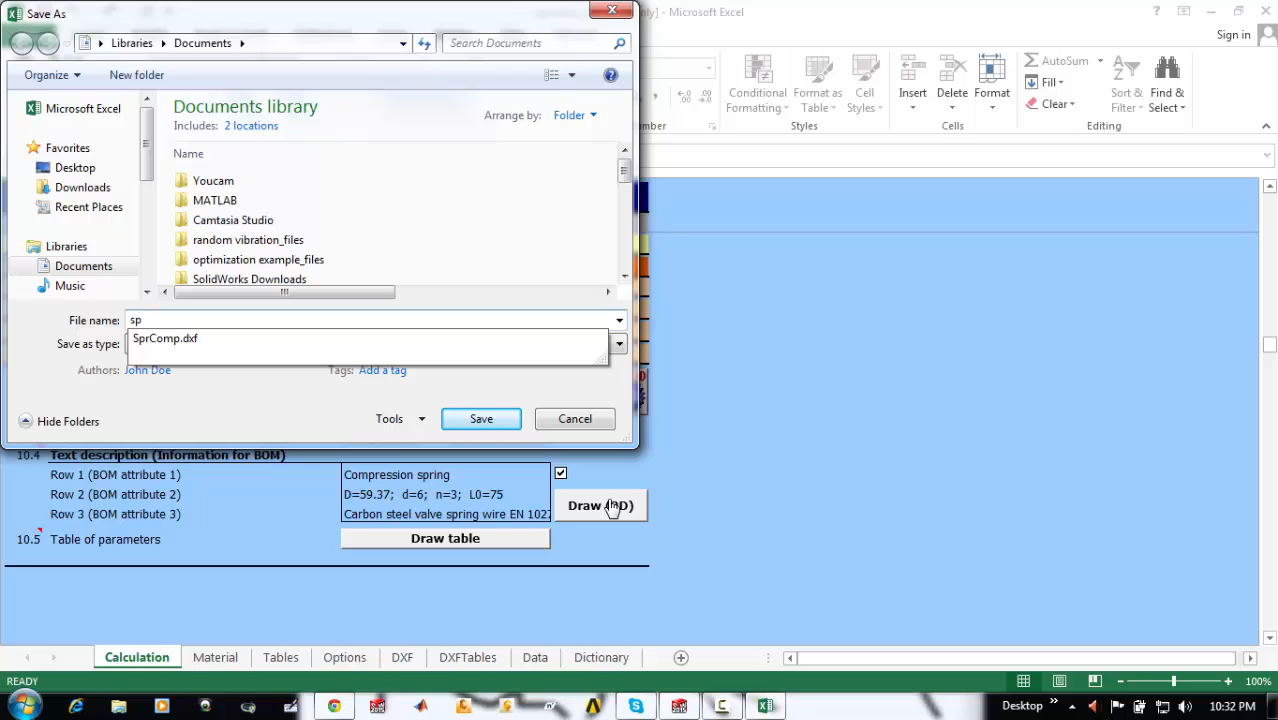 Save As
only] - Microsoft Excel
Sign in
Libraries Documents
Search Documents
Organize New folder
Microsoft Excel
Favorites
Desktop
Downloads
Recent Places
Libraries
Documents
Music
Documents library
Includes: 2 locations
Arrange by: Folder
Name
Youcam
MATLAB
Camtasia Studio
random vibration_files
optimization example_files
SolidWorks Downloads
File name: sp
SprComp.dxf
Save as type:
Authors: John Doe Tags: Add a tag
Hide Folders
Tools Save Cancel
Conditional Formatting
Format as Table
Cell Styles
Insert
Delete
Format
AutoSum
Fill
Clear
Sort & Filter
Find & Select
Styles
Cells
Editing
10.4 Text description (Information for BOM)
Row 1 (BOM attribute 1) Compression spring
Row 2 (BOM attribute 2) D=59.37; d=6; n=3; L0=75
Row 3 (BOM attribute 3) Carbon steel valve spring wire EN 1027
Draw
10.5 Table of parameters Draw table
Calculation Material Tables Options DXF DXFTables Data Dictionary
READY
100%
Desktop
10:32 PM